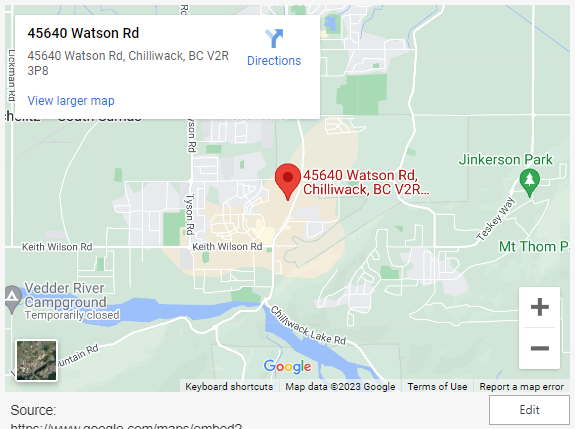 45640 Watson Rd
45640 Watson Rd, Chilliwack, BC V2R
3P8
Directions
View larger map
Lickman Rd
South Sumas
Tyson Rd
Tyson Rd
45640 Watson Rd,
Chilliwack, BC V2R...
Jinkerson Park
Teskey Way
Mt Thom P
Keith Wilson Rd
Keith Wilson Rd
Vedder River
Campground
Temporarily closed
Chilliwack Lake Rd
ountain Rd
+
−
Google
Keyboard shortcuts
Map data ©2023 Google
Terms of Use
Report a map error
Source:
https://www.google.com/maps/embed?
Edit